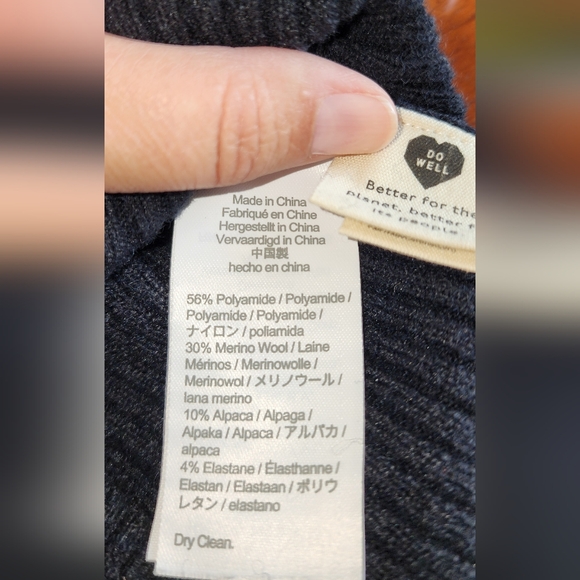 DO
WELL
Better for the
planet, better f
its people
Made in China
Fabriqué en Chine
Hergestellt in China
Vervaardigd in China
中国製
hecho en china
56% Polyamide / Polyamide /
Polyamide / Polyamide /
ナイロン / poliamida
30% Merino Wool / Laine
Mérinos / Merinowolle /
Merinowol / メリノウール /
lana merino
10% Alpaca / Alpaga /
Alpaka / Alpaca / アルパカ /
alpaca
4% Elastane / Élasthanne /
Elastan / Elastaan / ポリウ
レタン / elastano
Dry Clean.